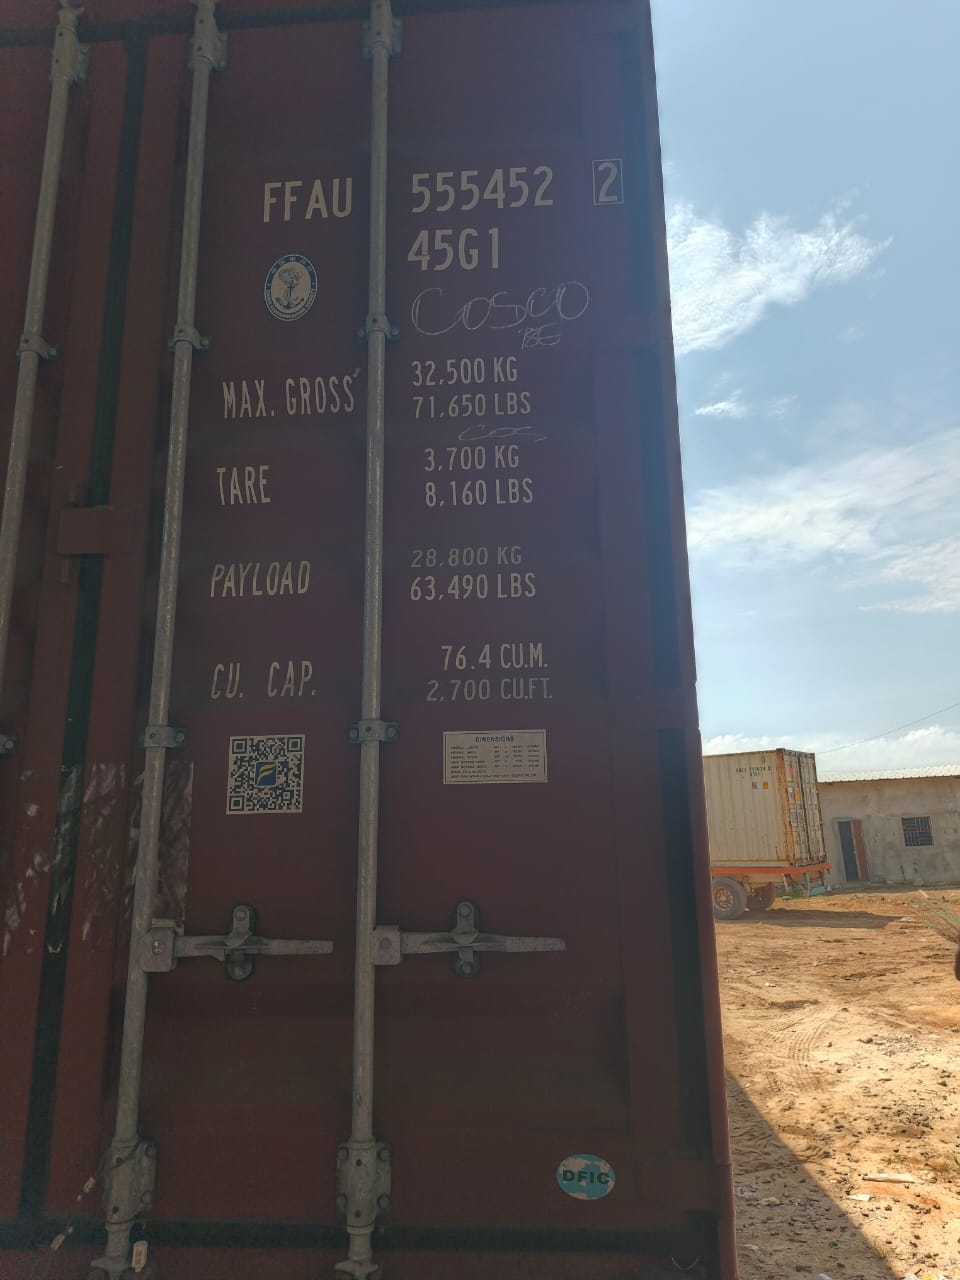 FFAU 555452 2
45G1
COSCO
MAX. GROSS 32,500 KG
71,650 LBS
TARE 3,700 KG
8,160 LBS
PAYLOAD 28,800 KG
63,490 LBS
CU. CAP. 76.4 CU.M.
2,700 CU.FT.
DIMENSIONS
DFIC